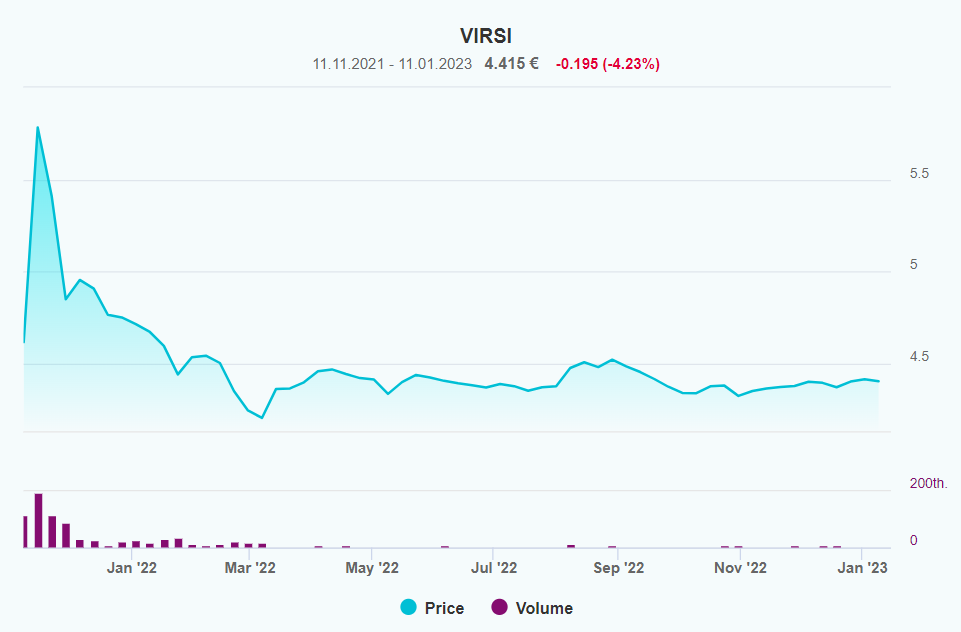 VIRSI
11.11.2021 - 11.01.2023 4.415 € -0.195 (-4.23%)
5.5
5
4.5
200th.
0
Jan '22 Mar '22 May '22 Jul '22 Sep '22 Nov '22 Jan '23
Price Volume